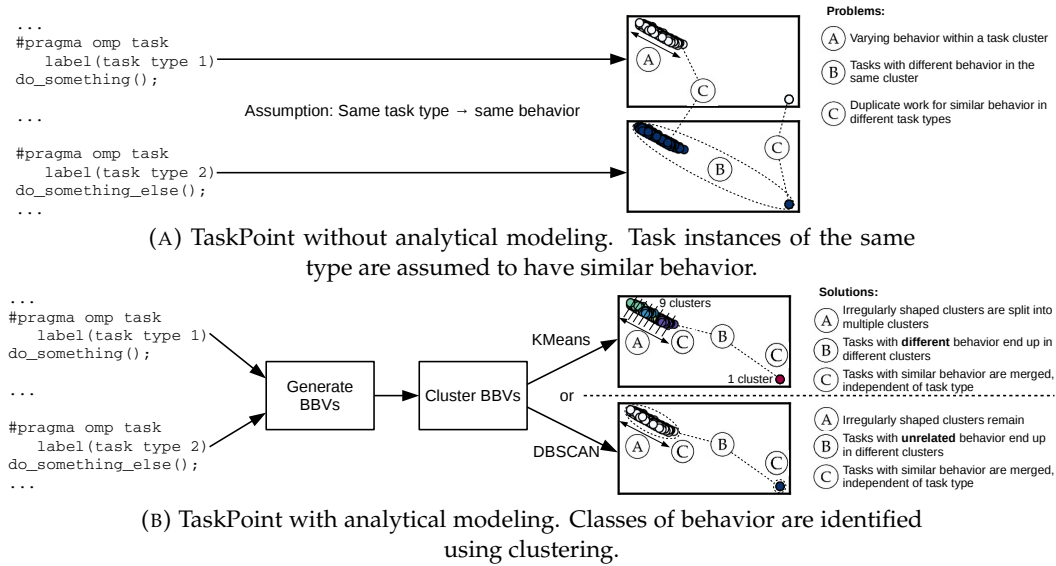 ...
#pragma omp task
label(task type 1)
do_something();
...
Assumption: Same task type → same behavior
#pragma omp task
label(task type 2)
do_something_else();
...
A
C
B
C
Problems:
A Varying behavior within a task cluster
B Tasks with different behavior in the
same cluster
C Duplicate work for similar behavior in
different task types
(A) TaskPoint without analytical modeling. Task instances of the same
type are assumed to have similar behavior.
...
#pragma omp task
label(task type 1)
do_something();
...
#pragma omp task
label(task type 2)
do_something_else();
...
Generate
BBVs
Cluster BBVs
KMeans
or
DBSCAN
9 clusters
A
C
B
C
1 cluster
A
C
B
C
Solutions:
A Irregularly shaped clusters are split into
multiple clusters
B Tasks with different behavior end up in
different clusters
C Tasks with similar behavior are merged,
independent of task type
A Irregularly shaped clusters remain
B Tasks with unrelated behavior end up
in different clusters
C Tasks with similar behavior are merged,
independent of task type
(B) TaskPoint with analytical modeling. Classes of behavior are identified
using clustering.